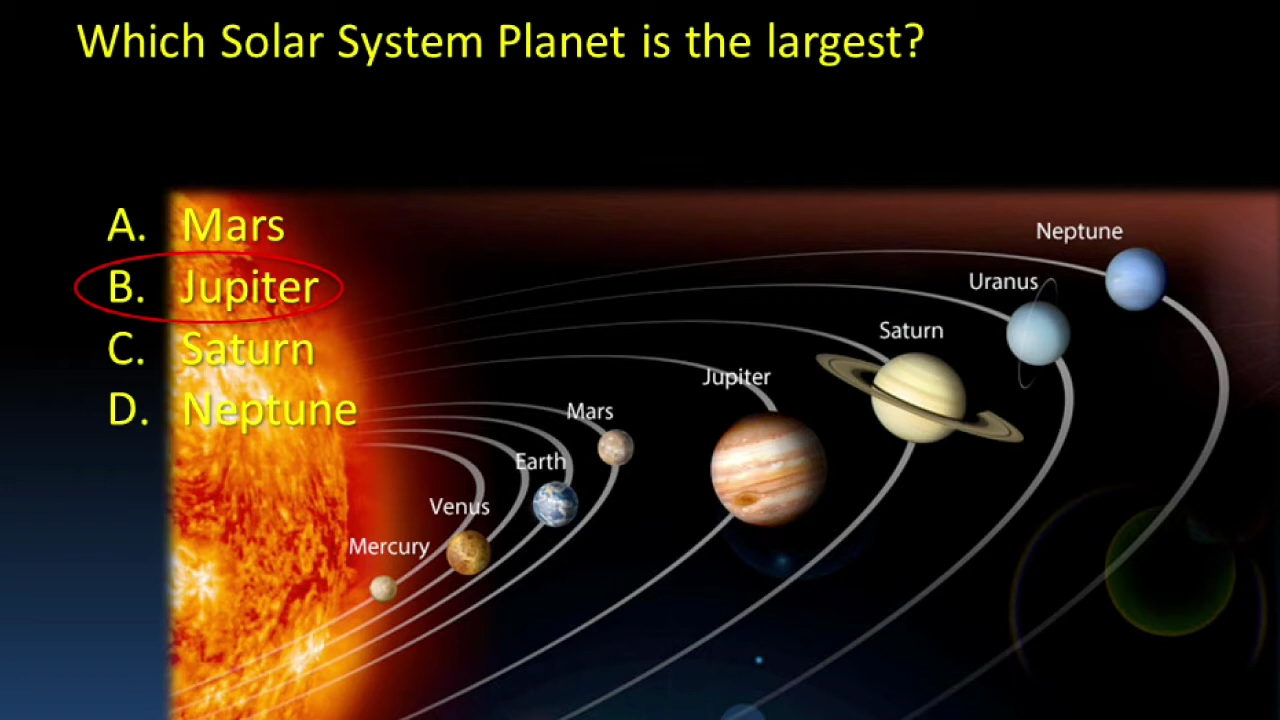 Which Solar System Planet is the largest?
A. Mars
B. Jupiter
C. Saturn
D. Neptune
Neptune
Uranus
Saturn
Jupiter
Mars
Earth
Venus
Mercury